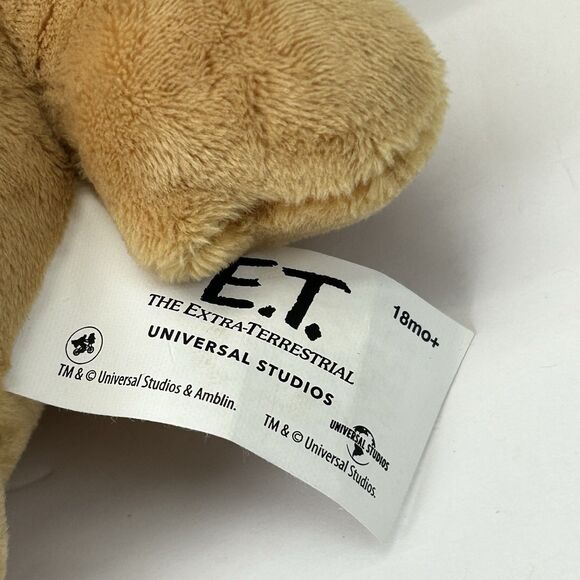 E.T.
THE EXTRA-TERRESTRIAL
UNIVERSAL STUDIOS
18mo+
TM & © Universal Studios & Amblin.
UNIVERSAL STUDIOS
TM & © Universal Studios.